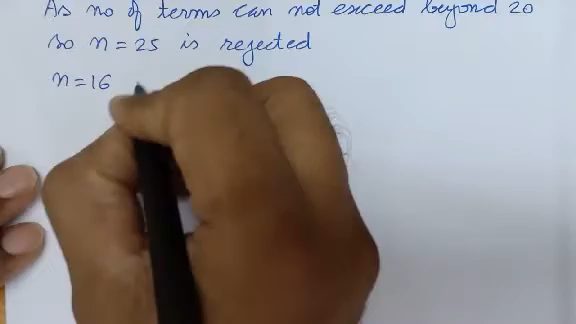 As no of terms can not exceed beyond 20
so n = 25 is rejected
n = 16